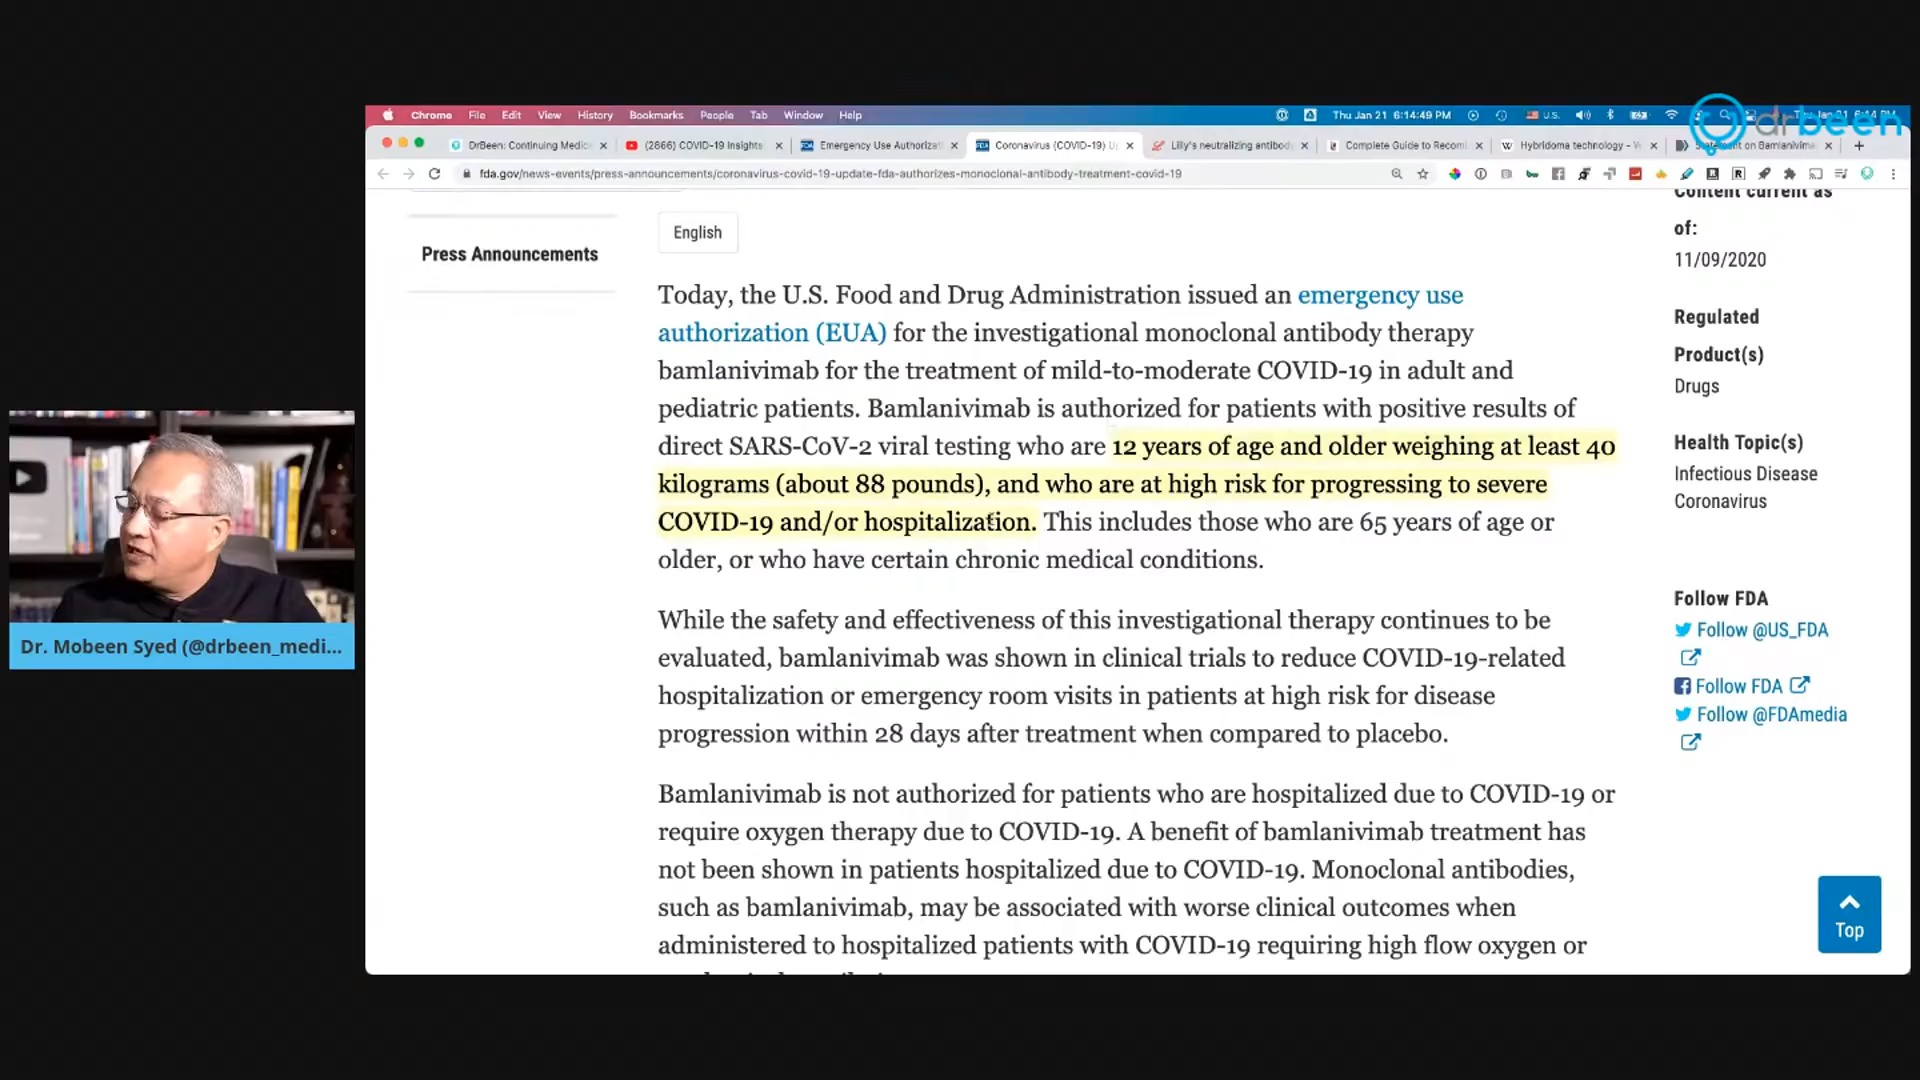 drbeen
Chrome File Edit View History Bookmarks People Tab Window Help
U.S. Thu Jan 21 6:14:49 PM
DrBeen: Continuing Medic
(2866) COVID-19 Insights
Emergency Use Authorizat
Coronavirus (COVID-19) U
Lilly's neutralizing antibod
Complete Guide to Recom
Hybridoma technology -
Statement on Bamlanivima
fda.gov/news-events/press-announcements/coronavirus-covid-19-update-fda-authorizes-monoclonal-antibody-treatment-covid-19
Press Announcements
English
Today, the U.S. Food and Drug Administration issued an emergency use
authorization (EUA) for the investigational monoclonal antibody therapy
bamlanivimab for the treatment of mild-to-moderate COVID-19 in adult and
pediatric patients. Bamlanivimab is authorized for patients with positive results of
direct SARS-CoV-2 viral testing who are 12 years of age and older weighing at least 40
kilograms (about 88 pounds), and who are at high risk for progressing to severe
COVID-19 and/or hospitalization. This includes those who are 65 years of age or
older, or who have certain chronic medical conditions.
While the safety and effectiveness of this investigational therapy continues to be
evaluated, bamlanivimab was shown in clinical trials to reduce COVID-19-related
hospitalization or emergency room visits in patients at high risk for disease
progression within 28 days after treatment when compared to placebo.
Bamlanivimab is not authorized for patients who are hospitalized due to COVID-19 or
require oxygen therapy due to COVID-19. A benefit of bamlanivimab treatment has
not been shown in patients hospitalized due to COVID-19. Monoclonal antibodies,
such as bamlanivimab, may be associated with worse clinical outcomes when
administered to hospitalized patients with COVID-19 requiring high flow oxygen or
Content current as
of:
11/09/2020
Regulated
Product(s)
Drugs
Health Topic(s)
Infectious Disease
Coronavirus
Follow FDA
Follow @US_FDA
Follow FDA
Follow @FDAmedia
Top
Dr. Mobeen Syed (@drbeen_medi...